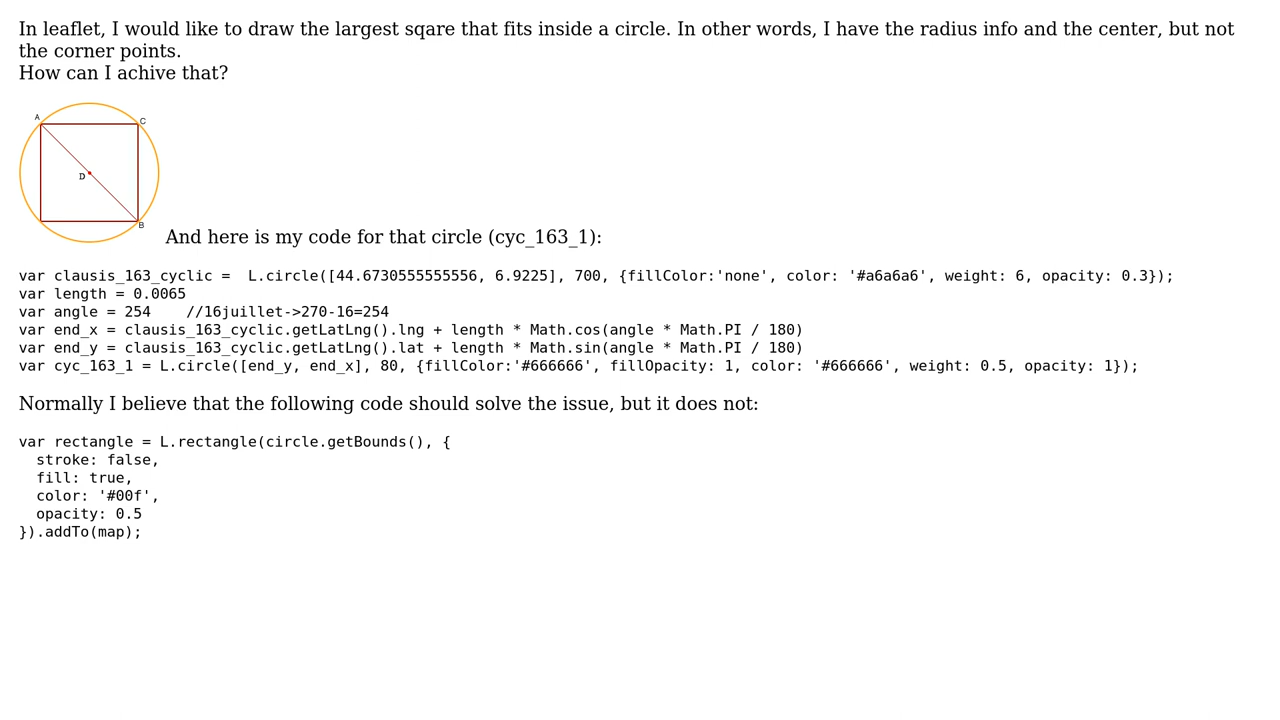 In leaflet, I would like to draw the largest sqare that fits inside a circle. In other words, I have the radius info and the center, but not
the corner points.
How can I achive that?
A
C
D
B
And here is my code for that circle (cyc_163_1):
var clausis_163_cyclic =  L.circle([44.6730555555556, 6.9225], 700, {fillColor:'none', color: '#a6a6a6', weight: 6, opacity: 0.3});
var length = 0.0065
var angle = 254    //16juillet->270-16=254
var end_x = clausis_163_cyclic.getLatLng().lng + length * Math.cos(angle * Math.PI / 180)
var end_y = clausis_163_cyclic.getLatLng().lat + length * Math.sin(angle * Math.PI / 180)
var cyc_163_1 = L.circle([end_y, end_x], 80, {fillColor:'#666666', fillOpacity: 1, color: '#666666', weight: 0.5, opacity: 1});
Normally I believe that the following code should solve the issue, but it does not:
var rectangle = L.rectangle(circle.getBounds(), {
  stroke: false,
  fill: true,
  color: '#00f',
  opacity: 0.5
}).addTo(map);